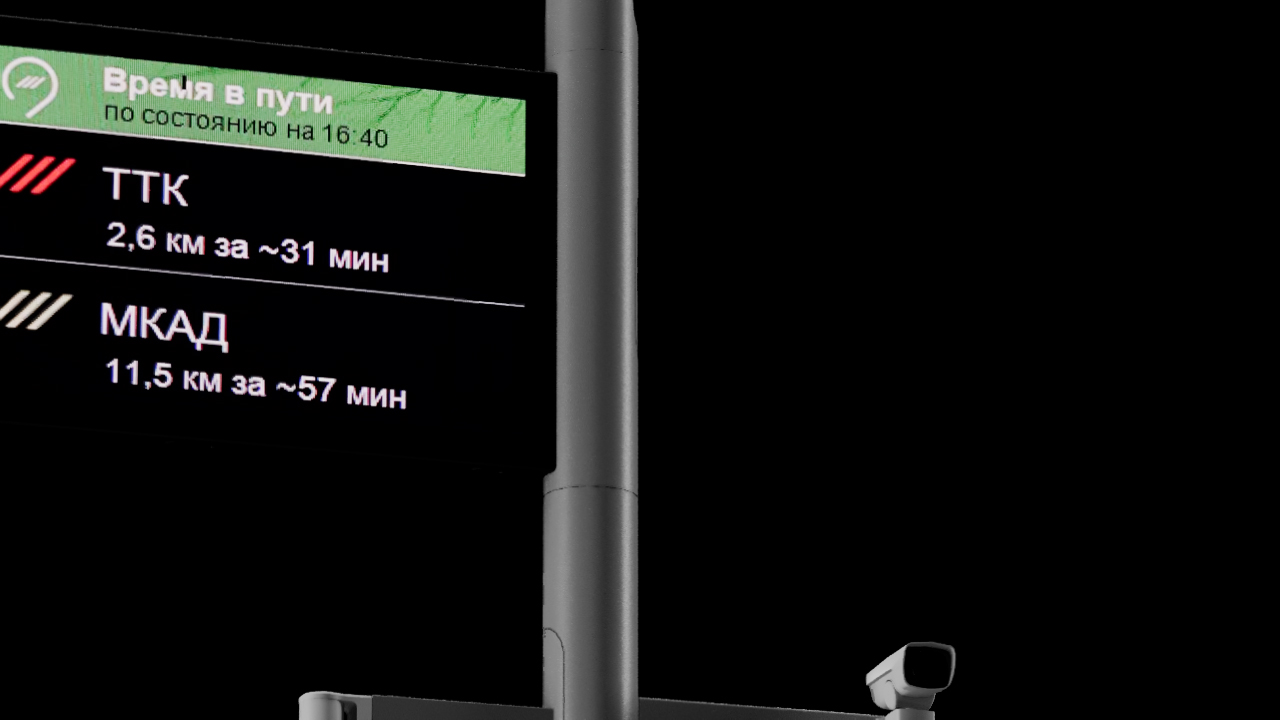 Время в пути
по состоянию на 16:40
ТТК
2,6 км за ~31 мин
МКАД
11,5 км за ~57 мин